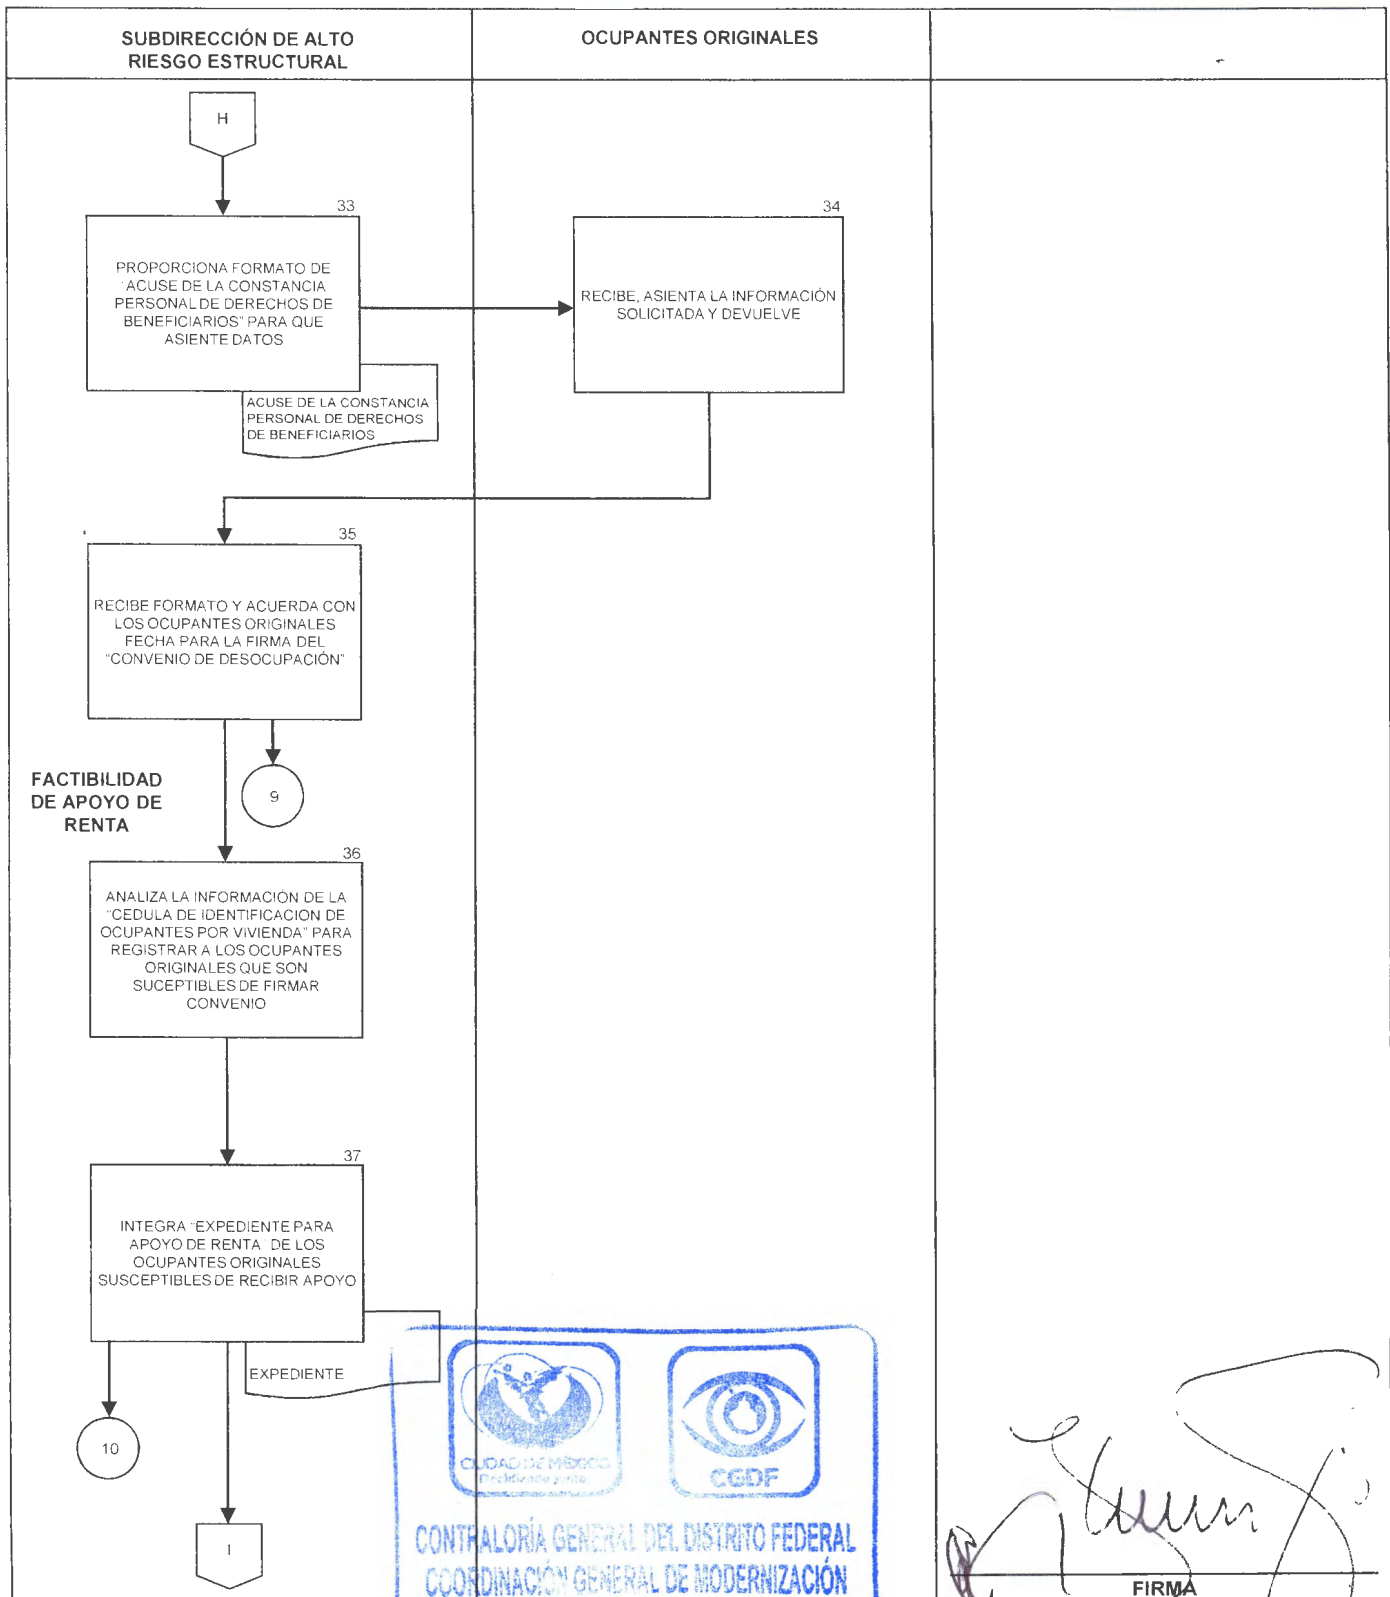 SUBDIRECCIÓN DE ALTO
RIESGO ESTRUCTURAL
OCUPANTES ORIGINALES
H
33
PROPORCIONA FORMATO DE
"ACUSE DE LA CONSTANCIA
PERSONAL DE DERECHOS DE
BENEFICIARIOS" PARA QUE
ASIENTE DATOS
ACUSE DE LA CONSTANCIA
PERSONAL DE DERECHOS
DE BENEFICIARIOS
34
RECIBE, ASIENTA LA INFORMACIÓN
SOLICITADA Y DEVUELVE
35
RECIBE FORMATO Y ACUERDA CON
LOS OCUPANTES ORIGINALES
FECHA PARA LA FIRMA DEL
"CONVENIO DE DESOCUPACIÓN"
9
FACTIBILIDAD
DE APOYO DE
RENTA
36
ANALIZA LA INFORMACIÓN DE LA
"CEDULA DE IDENTIFICACION DE
OCUPANTES POR VIVIENDA" PARA
REGISTRAR A LOS OCUPANTES
ORIGINALES QUE SON
SUCEPTIBLES DE FIRMAR
CONVENIO
37
INTEGRA "EXPEDIENTE PARA
APOYO DE RENTA" DE LOS
OCUPANTES ORIGINALES
SUSCEPTIBLES DE RECIBIR APOYO
EXPEDIENTE
10
I
CIUDAD DE MÉXICO
CGDF
CONTRALORÍA GENERAL DEL DISTRITO FEDERAL
COORDINACIÓN GENERAL DE MODERNIZACIÓN
FIRMA